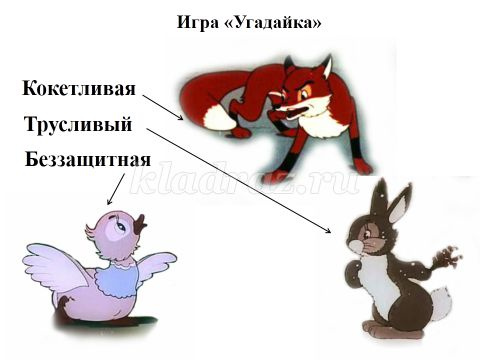 Игра «Угадайка»
Кокетливая
Трусливый
Беззащитная
kladraz.ru